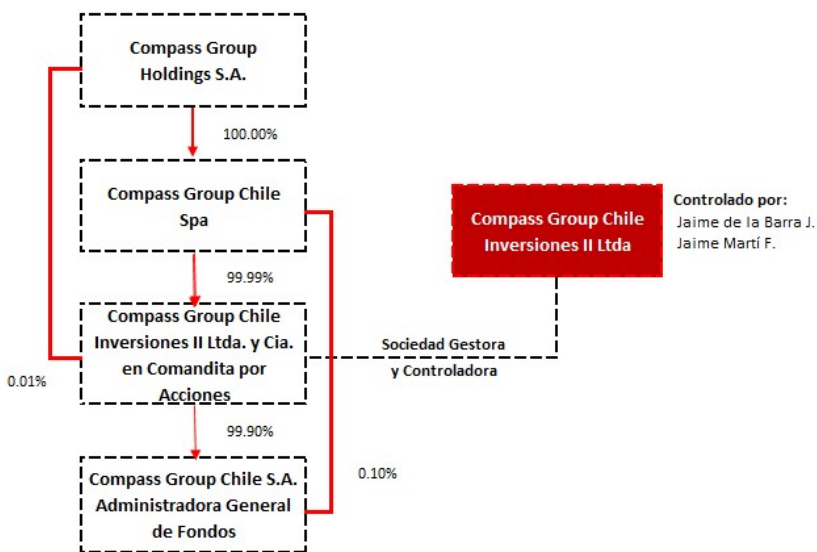 Compass Group
Holdings S.A.
100.00%
Compass Group Chile
Spa
99.99%
Compass Group Chile
Inversiones II Ltda. y Cia.
en Comandita por
Acciones
0.01%
99.90%
Compass Group Chile S.A.
Administradora General
de Fondos
0.10%
Sociedad Gestora
y Controladora
Compass Group Chile
Inversiones II Ltda
Controlado por:
Jaime de la Barra J.
Jaime Martí F.